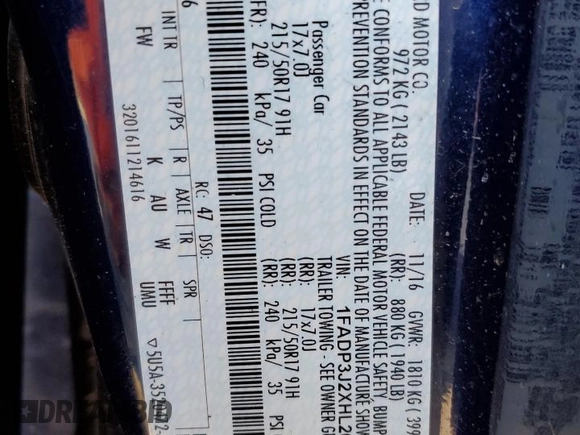 D MOTOR CO.
DATE: 11/16 GVWR: 1810 KG (399
972 KG (2143 LB) (RR): 880 KG (1940 LB)
E CONFORMS TO ALL APPLICABLE FEDERAL MOTOR VEHICLE SAFETY, BUMP
PREVENTION STANDARDS IN EFFECT ON THE DATE OF MANUFACTURE SHOW
VIN: 1FADP3J2XHL2
Passenger Car TRAILER TOWING - SEE OWNER G
17x7.0J (RR): 17x7.0J
215/50R17 91H (RR): 215/50R17 91H
FR): 240 kPa/ 35 PSI COLD (RR): 240 kPa/ 35 PSI
RC: 47 DSO:
INT TR TP/PS R AXLE TR SPR
FW K AU W FFFF UMU
3201611214616
DREAMBID